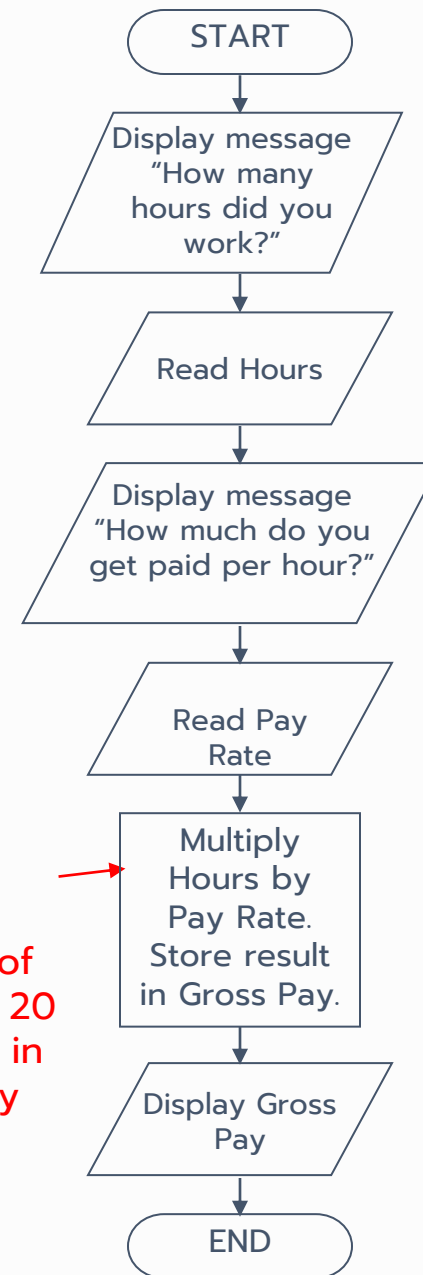 START
Display message
“How many
hours did you
work?”
Read Hours
Display message
“How much do you
get paid per hour?”
Read Pay
Rate
Multiply
Hours by
Pay Rate.
Store result
in Gross Pay.
of
20
in
y
Display Gross
Pay
END